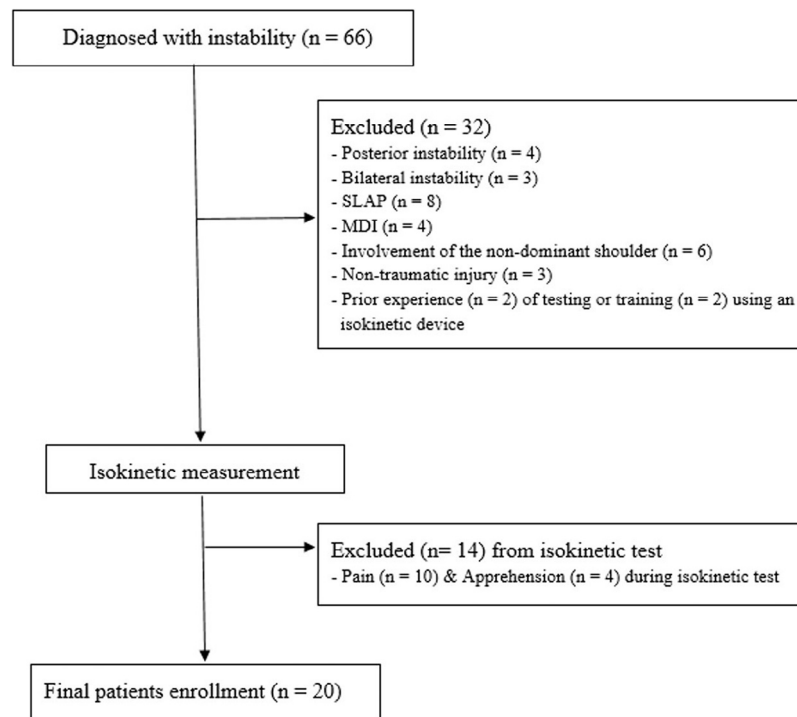 Diagnosed with instability (n = 66)
Excluded (n = 32)
- Posterior instability (n = 4)
- Bilateral instability (n = 3)
- SLAP (n = 8)
- MDI (n = 4)
- Involvement of the non-dominant shoulder (n = 6)
- Non-traumatic injury (n = 3)
- Prior experience (n = 2) of testing or training (n = 2) using an
isokinetic device
Isokinetic measurement
Excluded (n= 14) from isokinetic test
- Pain (n = 10) & Apprehension (n = 4) during isokinetic test
Final patients enrollment (n = 20)